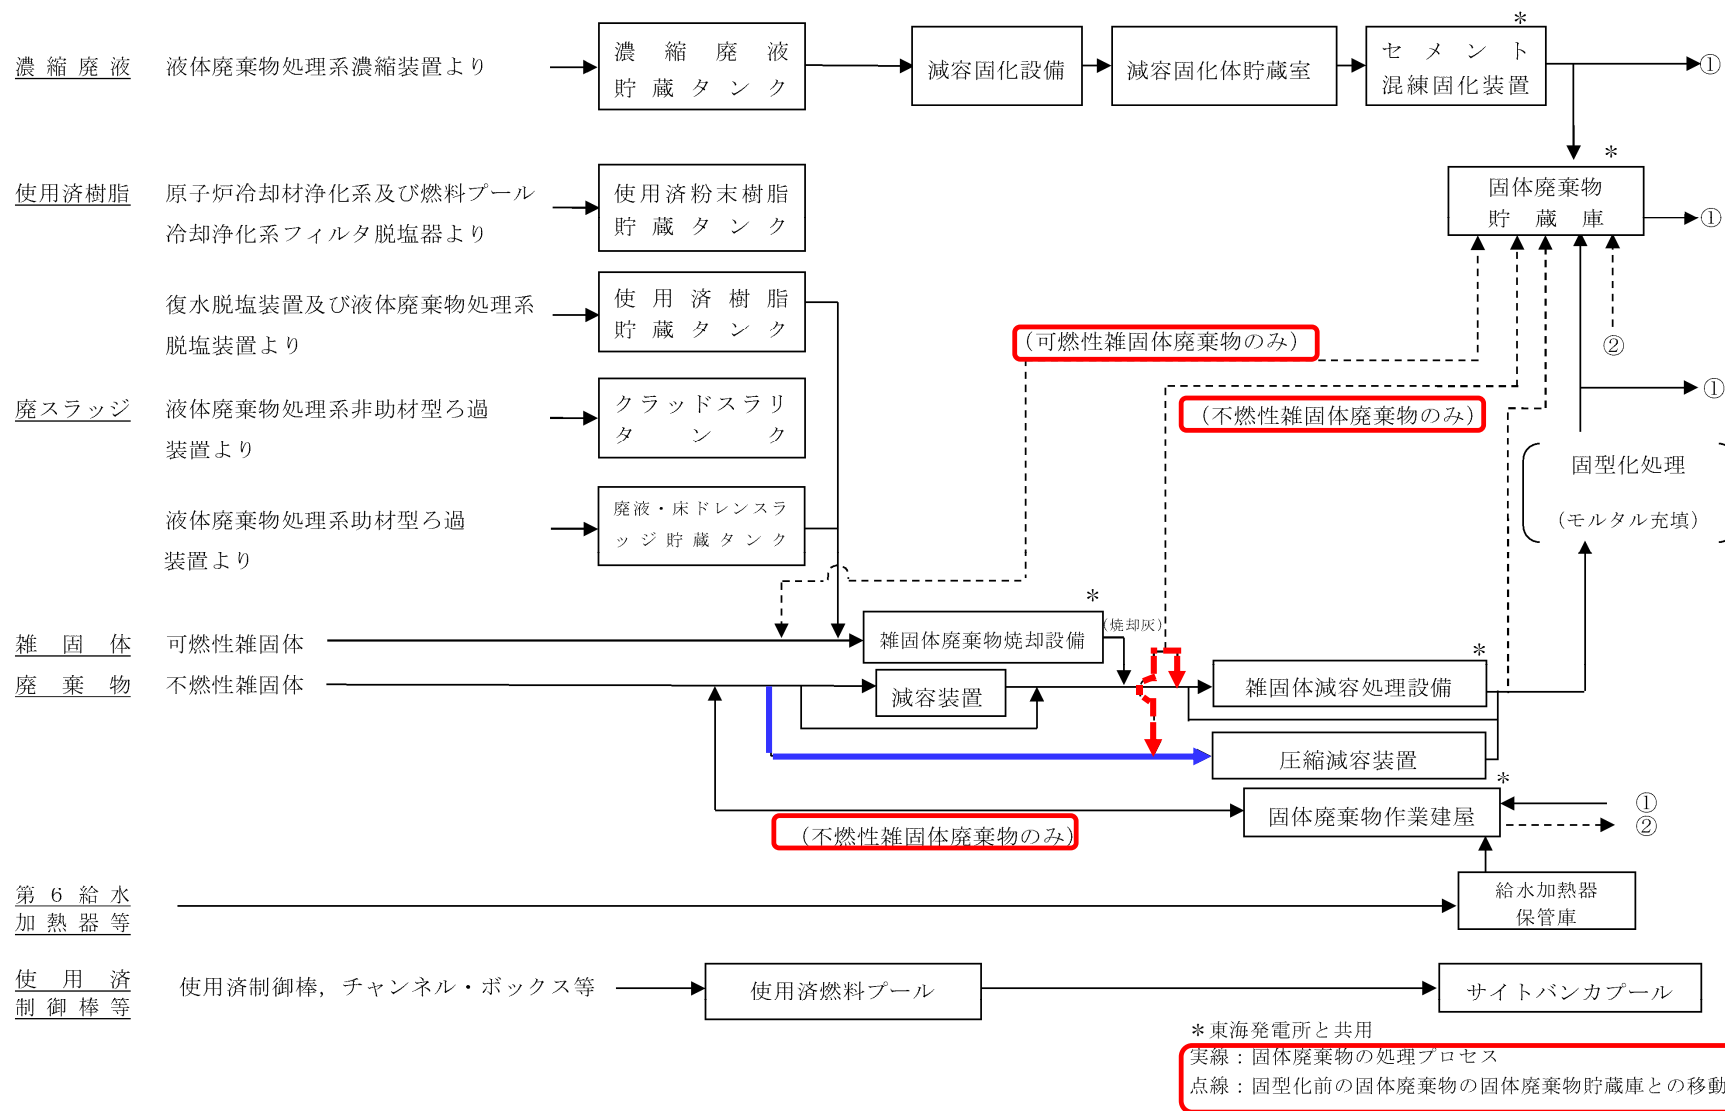 濃縮廃液 液体廃棄物処理系濃縮装置より
濃縮廃液
貯蔵タンク
減容固化設備
減容固化体貯蔵室
＊
セメント
混練固化装置
①
使用済樹脂 原子炉冷却材浄化系及び燃料プール
冷却浄化系フィルタ脱塩器より
使用済粉末樹脂
貯蔵タンク
＊
固体廃棄物
貯蔵庫
①
復水脱塩装置及び液体廃棄物処理系
脱塩装置より
使用済樹脂
貯蔵タンク
（可燃性雑固体廃棄物のみ）
②
①
廃スラッジ 液体廃棄物処理系非助材型ろ過
装置より
クラッドスラリ
タンク
（不燃性雑固体廃棄物のみ）
固型化処理
（モルタル充填）
液体廃棄物処理系助材型ろ過
装置より
廃液・床ドレンスラ
ッジ貯蔵タンク
雑固体 可燃性雑固体
廃棄物 不燃性雑固体
＊
雑固体廃棄物焼却設備
（焼却灰）
減容装置
＊
雑固体減容処理設備
圧縮減容装置
＊
固体廃棄物作業建屋
①
②
（不燃性雑固体廃棄物のみ）
第６給水
加熱器等
給水加熱器
保管庫
使用済
制御棒等
使用済制御棒，チャンネル・ボックス等
使用済燃料プール
サイトバンカプール
＊東海発電所と共用
実線：固体廃棄物の処理プロセス
点線：固型化前の固体廃棄物の固体廃棄物貯蔵庫との移動